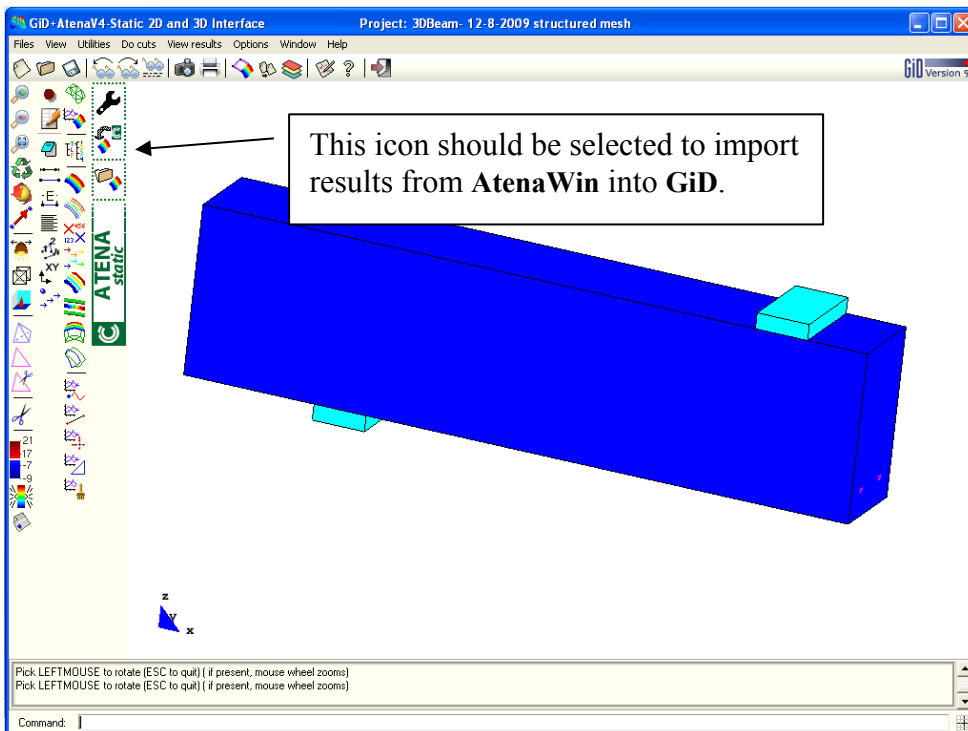 GiD+AtenaV4-Static 2D and 3D Interface Project: 3DBeam- 12-8-2009 structured mesh
Files View Utilities Do cuts View results Options Window Help
GiD Version 9
This icon should be selected to import
results from AtenaWin into GiD.
ATENA
static
z
y
x
Pick LEFTMOUSE to rotate (ESC to quit) ( if present, mouse wheel zooms)
Pick LEFTMOUSE to rotate (ESC to quit) ( if present, mouse wheel zooms)
Command: